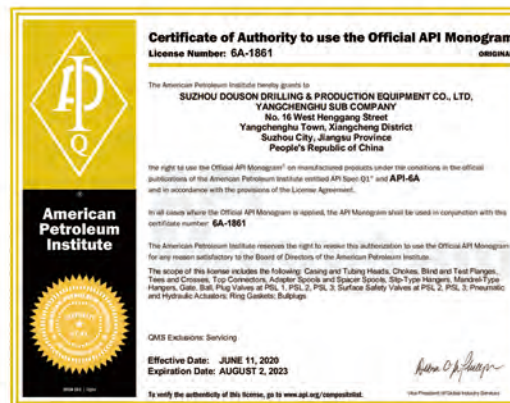 Certificate of Authority to use the Official API Monogram
License Number: 6A-1861
ORIGINAL
The American Petroleum Institute hereby grants to
SUZHOU DOUSON DRILLING & PRODUCTION EQUIPMENT CO., LTD,
YANGCHENGHU SUB COMPANY
No. 16 West Henggang Street
Yangchenghu Town, Xiangcheng District
Suzhou City, Jiangsu Province
People's Republic of China
the right to use the Official API Monogram® on manufactured products under the conditions in the official
publications of the American Petroleum Institute entitled API Spec Q1® and API-6A
and in accordance with the provisions of the License Agreement.
In all cases where the Official API Monogram is applied, the API Monogram shall be used in conjunction with this
certificate number: 6A-1861
The American Petroleum Institute reserves the right to revoke this authorization to use the Official API Monogram
for any reason satisfactory to the Board of Directors of the American Petroleum Institute.
The scope of this license includes the following: Casing and Tubing Heads, Chokes, Blind and Test Flanges,
Tees and Crosses, Top Connectors, Adapter Spools and Spacer Spools, Slip-Type Hangers, Mandrel-Type
Hangers, Gate, Ball, Plug Valves at PSL 1, PSL 2, PSL 3; Surface Safety Valves at PSL 2, PSL 3; Pneumatic
and Hydraulic Actuators; Ring Gaskets; Bullplugs
QMS Exclusions: Servicing
Effective Date: JUNE 11, 2020
Expiration Date: AUGUST 2, 2023
To verify the authenticity of this license, go to www.api.org/compositelist.
Vice President of Global Industry Services
API
Q
American
Petroleum
Institute